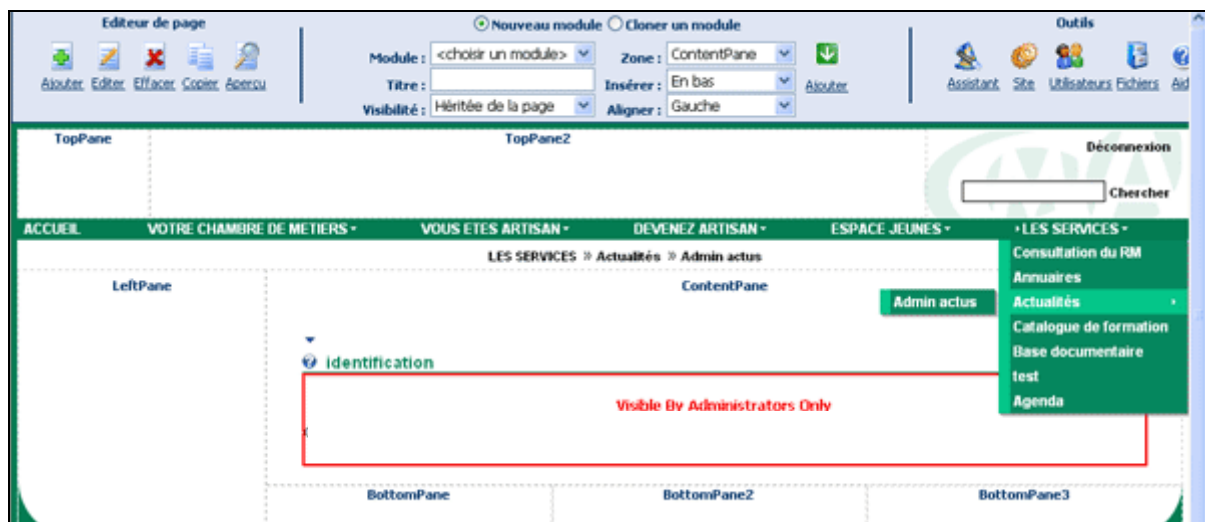 Editeur de page
Nouveau module Cloner un module
Outils
Module : <choisir un module> Zone : ContentPane
Ajouter Editer Effacer Copier Aperçu
Titre : Insérer : En bas Ajouter
Assistant Site Utilisateurs Fichiers Aid
Visibilité : Héritée de la page Aligner : Gauche
TopPane TopPane2
Déconnexion
Chercher
ACCUEIL VOTRE CHAMBRE DE METIERS VOUS ETES ARTISAN DEVENEZ ARTISAN ESPACE JEUNES LES SERVICES
LES SERVICES » Actualités » Admin actus
Consultation du RM
Annuaires
LeftPane ContentPane
Admin actus Actualités
Catalogue de formation
Base documentaire
identification
test
Agenda
Visible By Administrators Only
BottomPane BottomPane2 BottomPane3